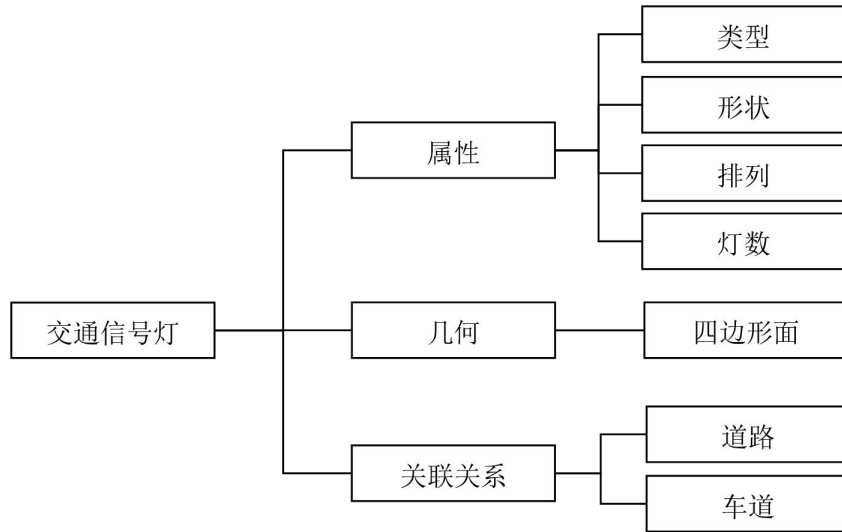 类型
形状
属性
排列
灯数
交通信号灯
几何
四边形面
道路
关联关系
车道